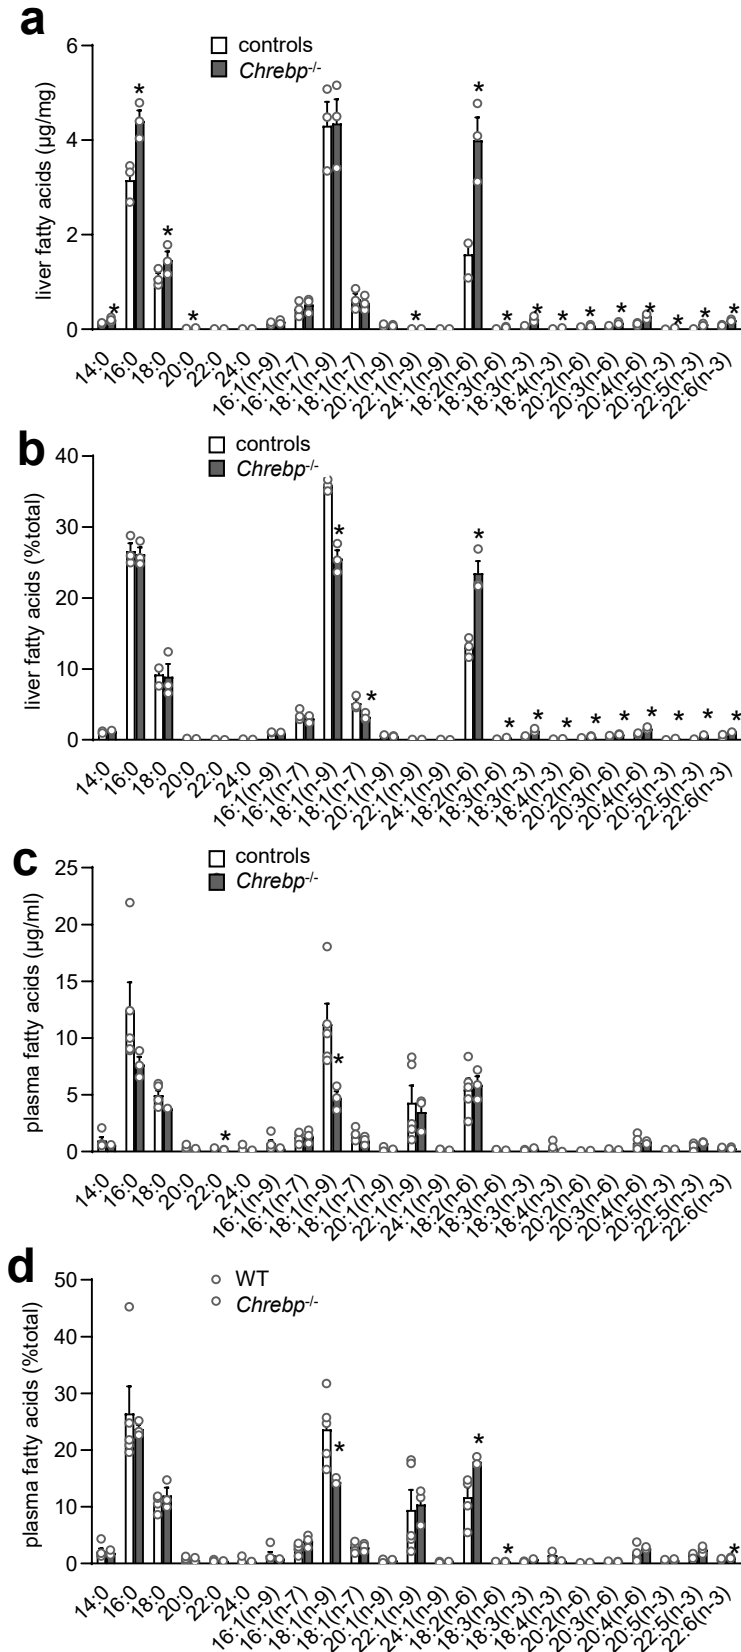 a
controls
Chrebp-/-
liver fatty acids (μg/mg)
6
4
2
0
* * * * * * * * * * * * * * *
14:0 16:0 18:0 20:0 22:0 24:0 16:1(n-9) 16:1(n-7) 18:1(n-9) 18:1(n-7) 20:1(n-9) 22:1(n-9) 24:1(n-9) 18:2(n-6) 18:3(n-6) 18:3(n-3) 18:4(n-3) 20:2(n-6) 20:3(n-6) 20:4(n-6) 20:5(n-3) 22:5(n-3) 22:6(n-3)
b
controls
Chrebp-/-
liver fatty acids (%total)
40
30
20
10
0
* * * * * * * * * * * *
14:0 16:0 18:0 20:0 22:0 24:0 16:1(n-9) 16:1(n-7) 18:1(n-9) 18:1(n-7) 20:1(n-9) 22:1(n-9) 24:1(n-9) 18:2(n-6) 18:3(n-6) 18:3(n-3) 18:4(n-3) 20:2(n-6) 20:3(n-6) 20:4(n-6) 20:5(n-3) 22:5(n-3) 22:6(n-3)
c
controls
Chrebp-/-
plasma fatty acids (μg/ml)
25
20
15
10
5
0
* *
14:0 16:0 18:0 20:0 22:0 24:0 16:1(n-9) 16:1(n-7) 18:1(n-9) 18:1(n-7) 20:1(n-9) 22:1(n-9) 24:1(n-9) 18:2(n-6) 18:3(n-6) 18:3(n-3) 18:4(n-3) 20:2(n-6) 20:3(n-6) 20:4(n-6) 20:5(n-3) 22:5(n-3) 22:6(n-3)
d
WT
Chrebp-/-
plasma fatty acids (%total)
50
40
30
20
10
0
* * * *
14:0 16:0 18:0 20:0 22:0 24:0 16:1(n-9) 16:1(n-7) 18:1(n-9) 18:1(n-7) 20:1(n-9) 22:1(n-9) 24:1(n-9) 18:2(n-6) 18:3(n-6) 18:3(n-3) 18:4(n-3) 20:2(n-6) 20:3(n-6) 20:4(n-6) 20:5(n-3) 22:5(n-3) 22:6(n-3)